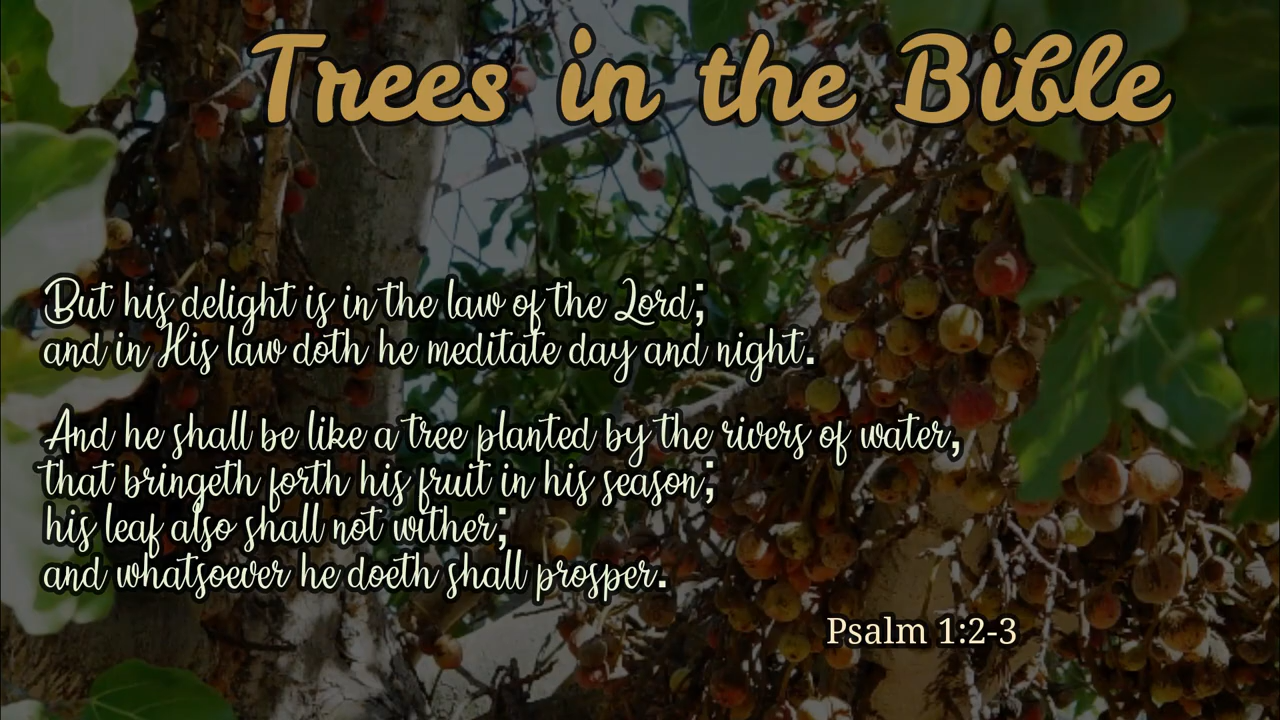 Trees in the Bible
But his delight is in the law of the Lord;
and in His law doth he meditate day and night.
And he shall be like a tree planted by the rivers of water,
that bringeth forth his fruit in his season;
his leaf also shall not wither;
and whatsoever he doeth shall prosper.
Psalm 1:2-3